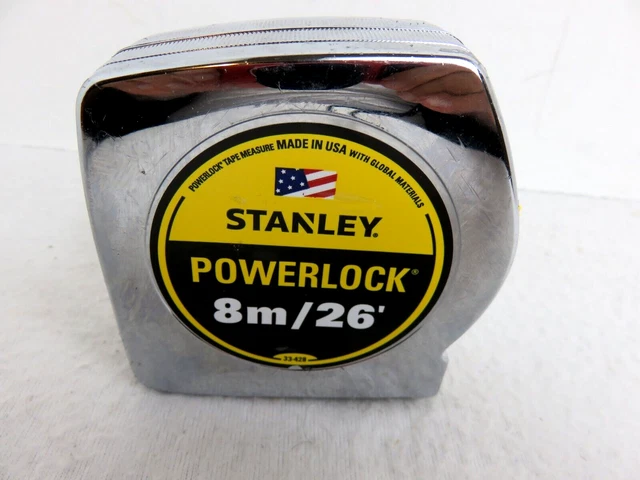 POWERLOCK® TAPE MEASURE MADE IN USA WITH GLOBAL MATERIALS
STANLEY.
POWERLOCK®
8m/26'
33-428